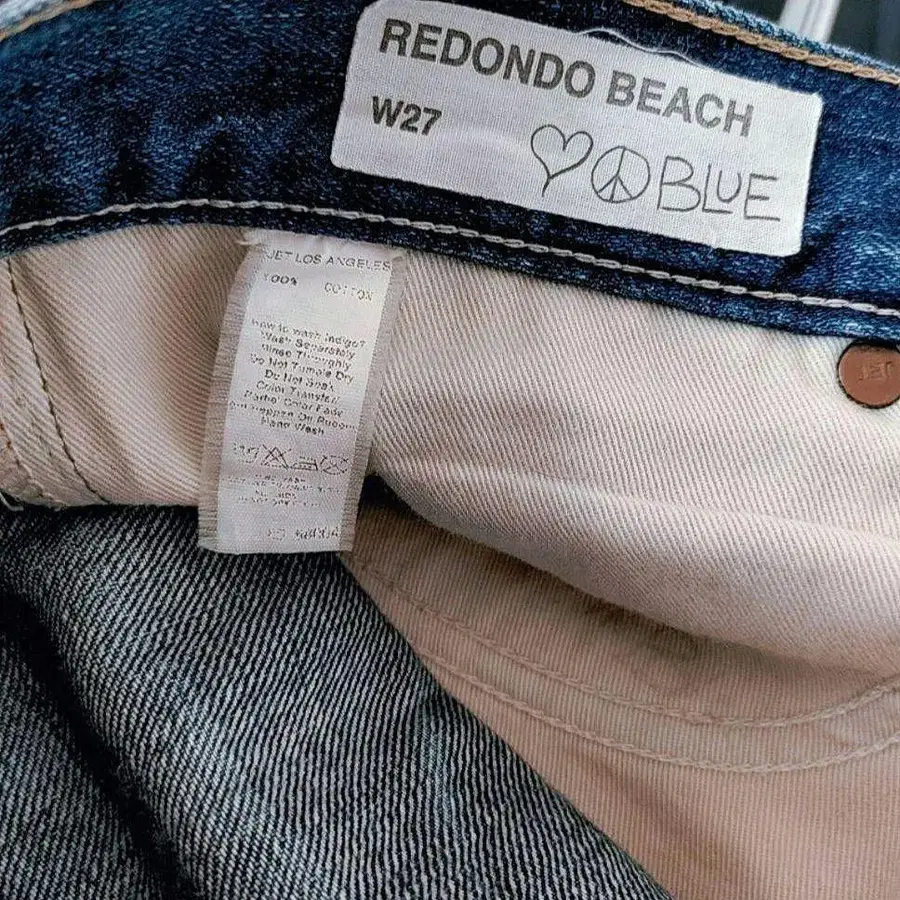 REDONDO BEACH
W27
BLUE
JET LOS ANGELES
100% COTTON
How to wash Indigo?
Wash Separately
Rinse Thoroughly
Do Not Tumble Dry
Do Not Soak
Color Transfer
Partial Color Fade
Hand Wash
JET